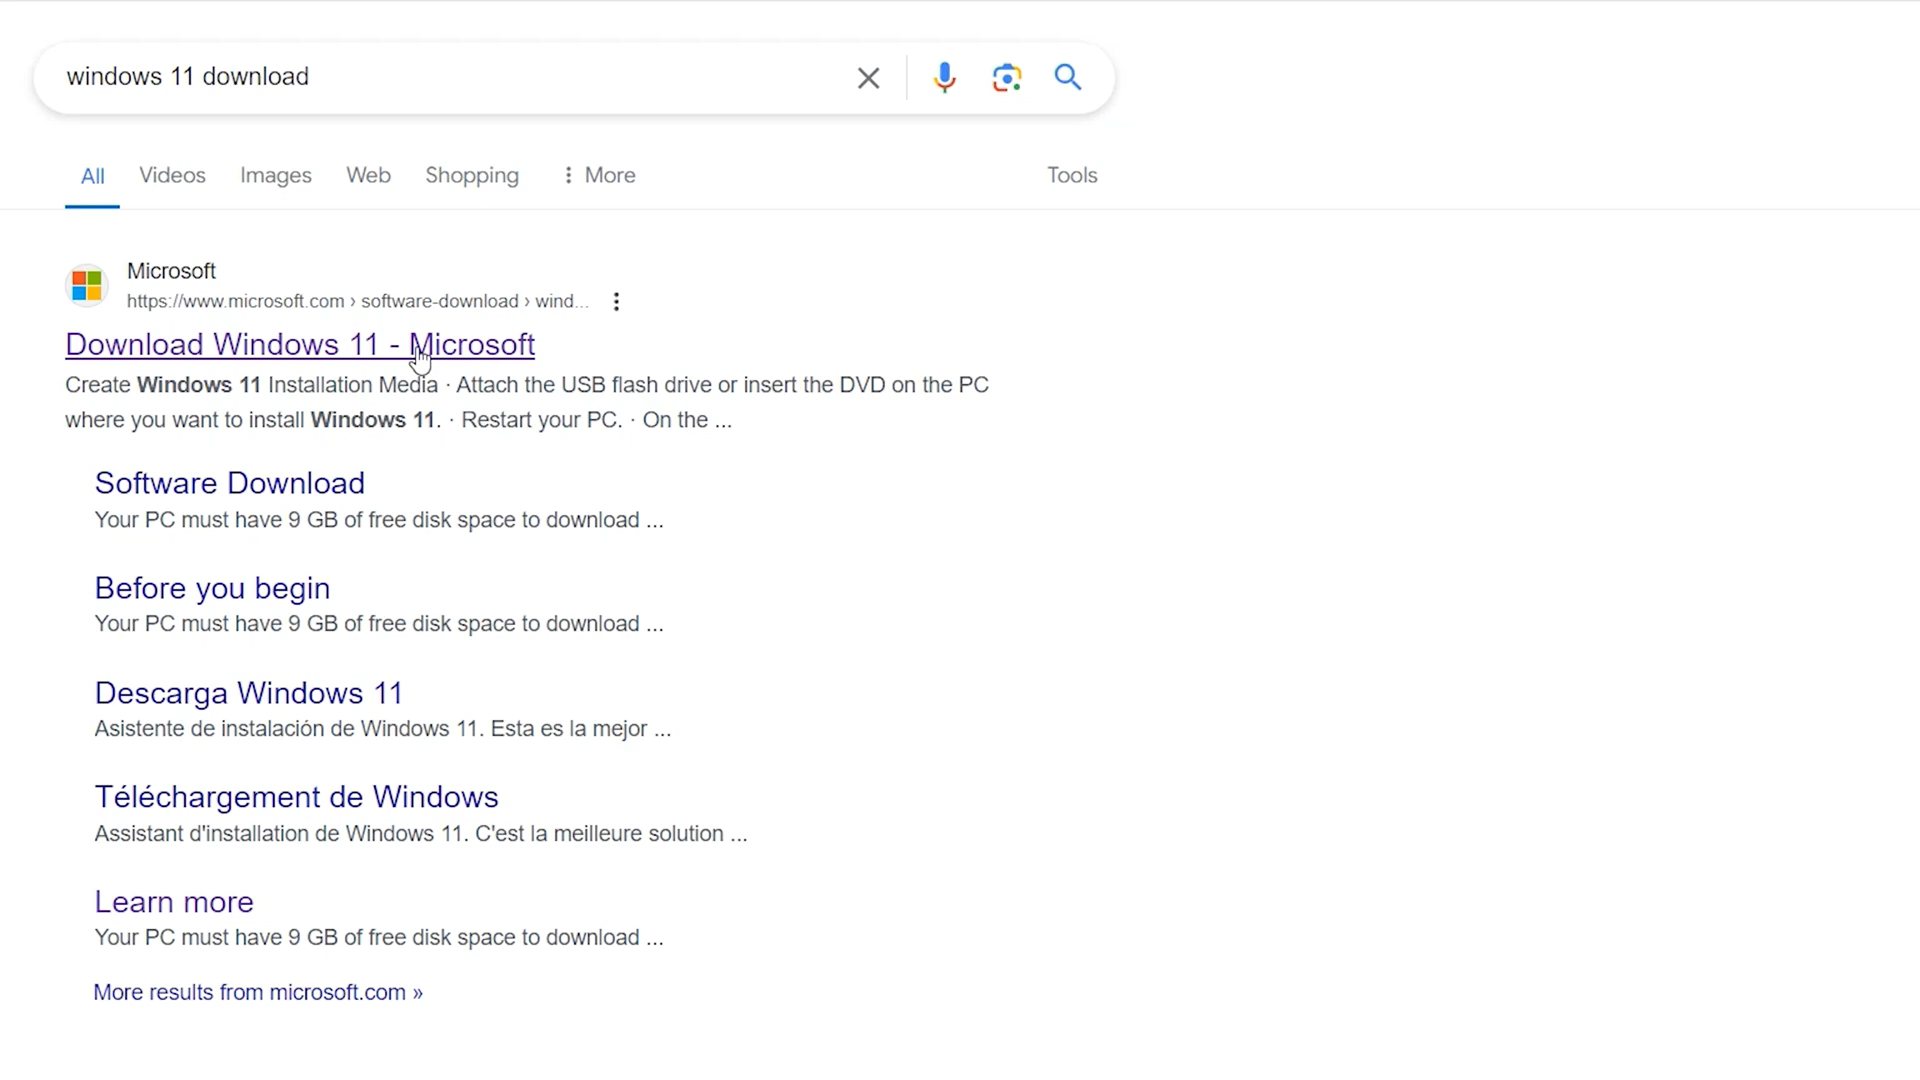 windows 11 download
All Videos Images Web Shopping More Tools
Microsoft
https://www.microsoft.com › software-download › wind...
Download Windows 11 - Microsoft
Create Windows 11 Installation Media · Attach the USB flash drive or insert the DVD on the PC
where you want to install Windows 11. · Restart your PC. · On the ...
Software Download
Your PC must have 9 GB of free disk space to download ...
Before you begin
Your PC must have 9 GB of free disk space to download ...
Descarga Windows 11
Asistente de instalación de Windows 11. Esta es la mejor ...
Téléchargement de Windows
Assistant d'installation de Windows 11. C'est la meilleure solution ...
Learn more
Your PC must have 9 GB of free disk space to download ...
More results from microsoft.com »